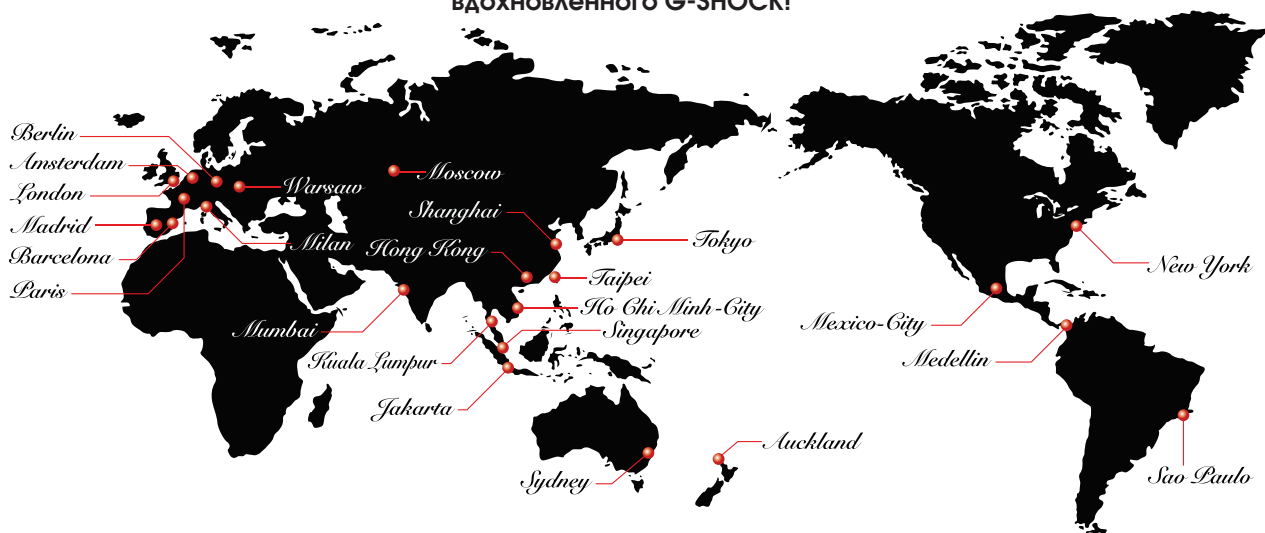 вдохновленного G-SHOCK!
Berlin
Amsterdam
London
Madrid
Barcelona
Paris
Warsaw
Milan
Moscow
Shanghai
Hong Kong
Tokyo
Taipei
Ho Chi Minh-City
Singapore
Mumbai
Kuala Lumpur
Jakarta
Sydney
Auckland
New York
Mexico-City
Medellin
Sao Paulo